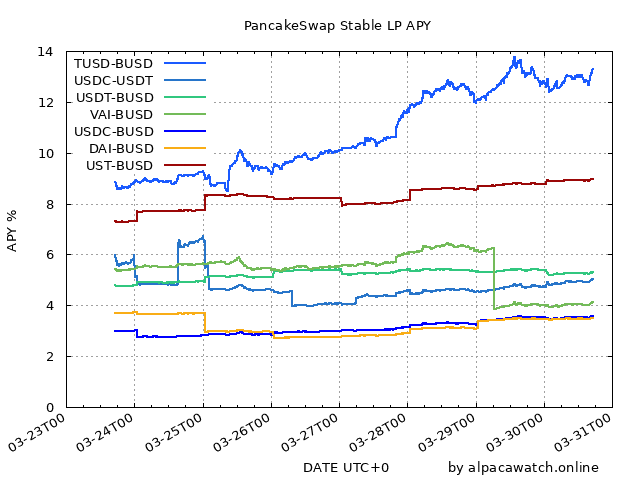 PancakeSwap Stable LP APY
14
12
10
8
6
4
2
0
APY %
TUSD-BUSD
USDC-USDT
USDT-BUSD
VAI-BUSD
USDC-BUSD
DAI-BUSD
UST-BUSD
03-23T00
03-24T00
03-25T00
03-26T00
03-27T00
03-28T00
03-29T00
03-30T00
03-31T00
DATE UTC+0
by alpacawatch.online